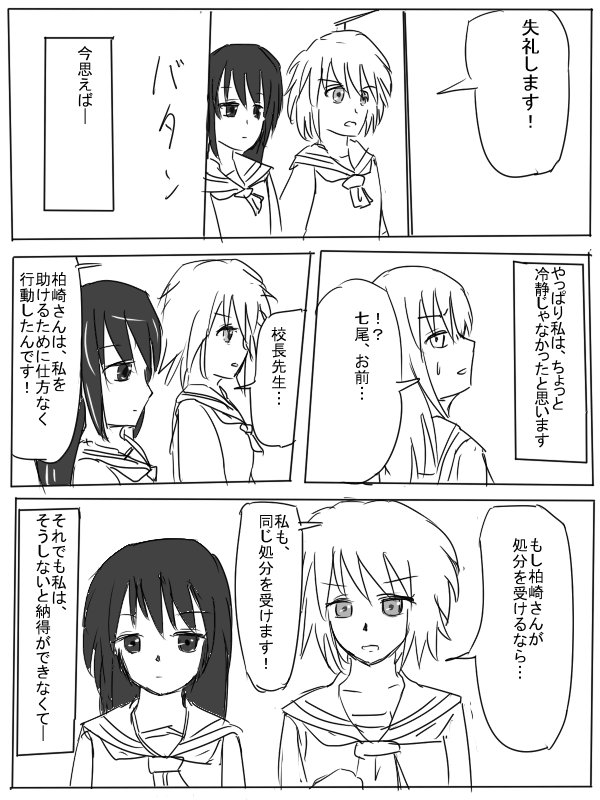 失礼します！
バタン
今思えば―
やっぱり私は、ちょっと
冷静じゃなかったと思います
！？
七尾、お前…
校長先生…
柏崎さんは、私を
助けるために仕方なく
行動したんです！
もし柏崎さんが
処分を受けるなら…
私も、
同じ処分を受けます！
それでも私は、
そうしないと納得ができなくて―